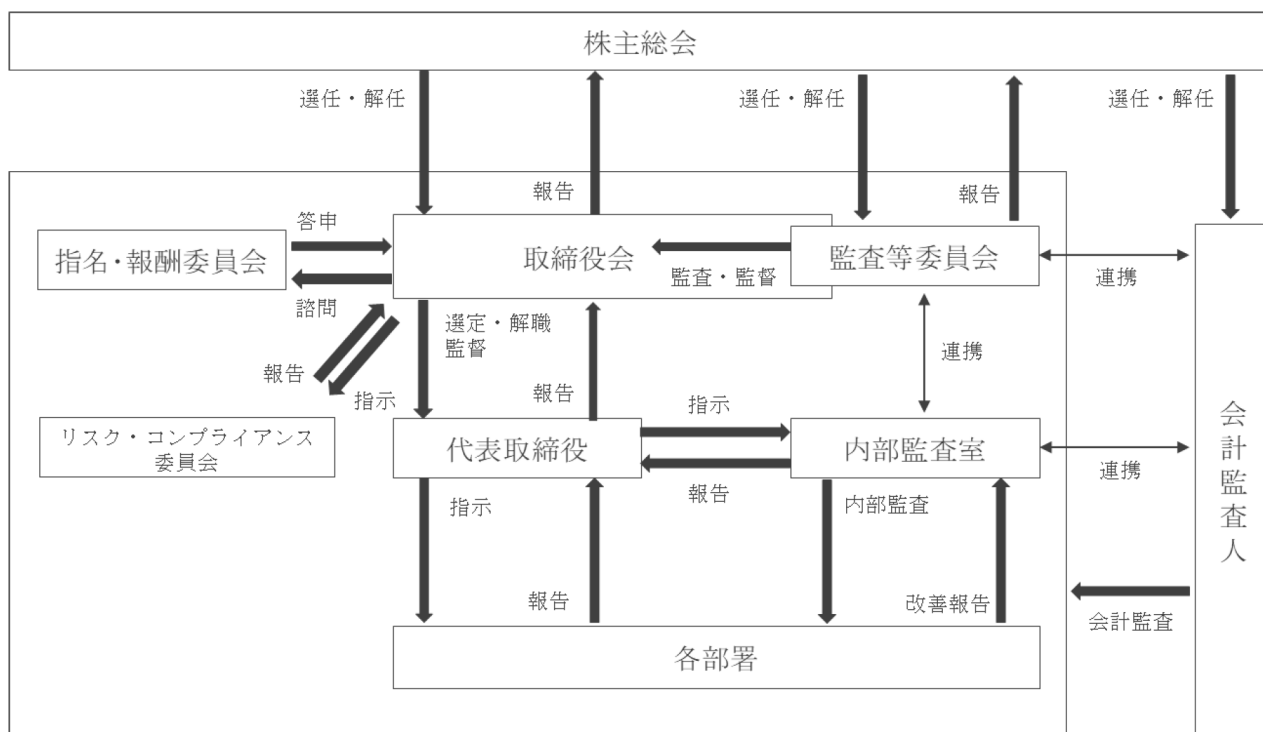 株主総会
選任・解任
選任・解任
選任・解任
報告
報告
答申
指名・報酬委員会
取締役会
監査等委員会
監査・監督
連携
諮問
選定・解職
監督
連携
報告
指示
報告
指示
リスク・コンプライアンス
委員会
代表取締役
内部監査室
連携
報告
指示
内部監査
会計監査人
報告
改善報告
会計監査
各部署